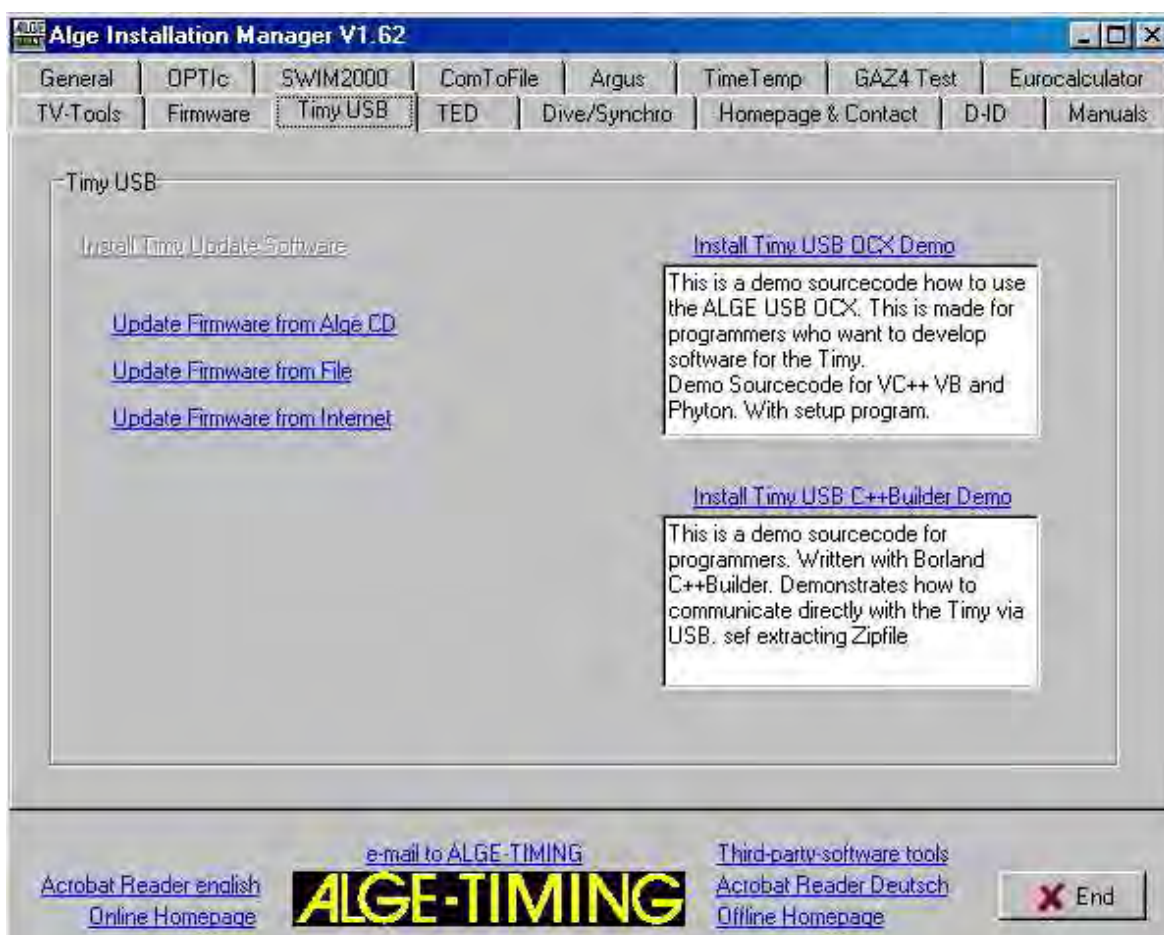 Alge Installation Manager V1.62
General OPTIc SWIM2000 ComToFile Argus TimeTemp GAZ4 Test Eurocalculator
TV-Tools Firmware Timy USB TED Dive/Synchro Homepage & Contact D-ID Manuals
Timy USB
Install Timy Update Software
Update Firmware from Alge CD
Update Firmware from File
Update Firmware from Internet
Install Timy USB OCX Demo
This is a demo sourcecode how to use
the ALGE USB OCX. This is made for
programmers who want to develop
software for the Timy.
Demo Sourcecode for VC++ VB and
Phyton. With setup program.
Install Timy USB C++Builder Demo
This is a demo sourcecode for
programmers. Written with Borland
C++Builder. Demonstrates how to
communicate directly with the Timy via
USB. sef extracting Zipfile
e-mail to ALGE-TIMING
Acrobat Reader english
Online Homepage
ALGE-TIMING
Third-party-software tools
Acrobat Reader Deutsch
Offline Homepage
End